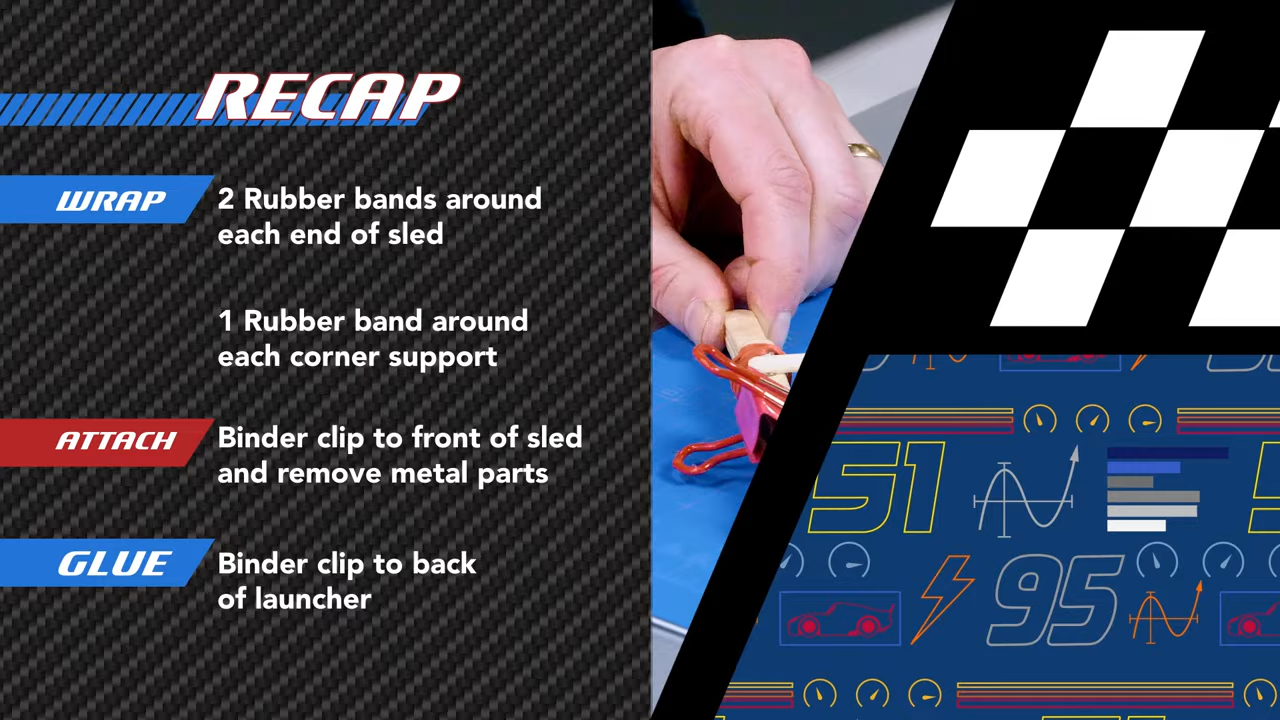 RECAP
WRAP
2 Rubber bands around
each end of sled
1 Rubber band around
each corner support
ATTACH
Binder clip to front of sled
and remove metal parts
GLUE
Binder clip to back
of launcher
51
95